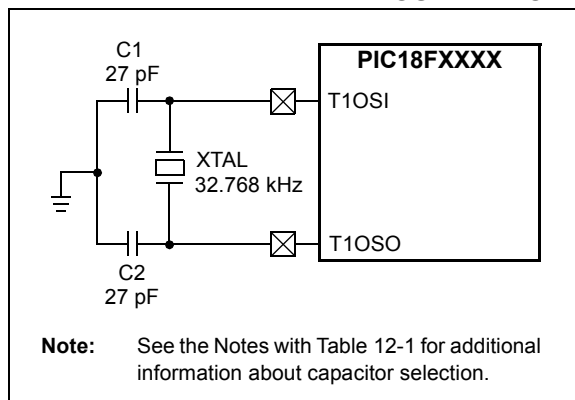 C1
27 pF
PIC18FXXXX
T1OSI
XTAL
32.768 kHz
T1OSO
C2
27 pF
Note: See the Notes with Table 12-1 for additional
information about capacitor selection.